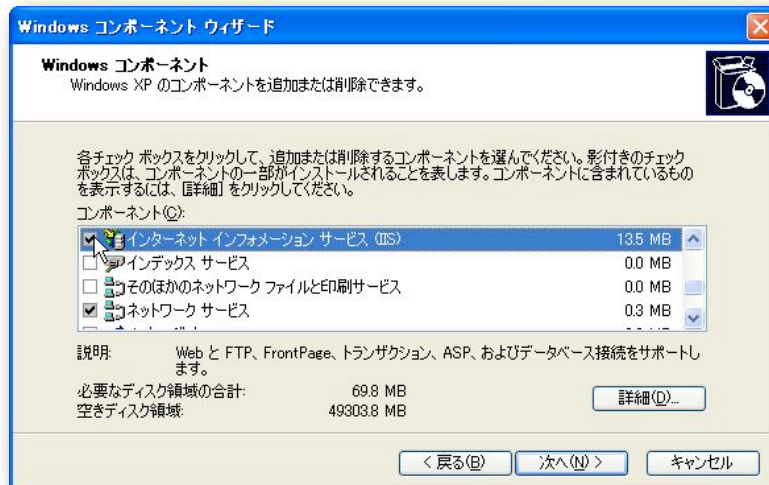 Windows コンポーネント ウィザード
Windows コンポーネント
Windows XP のコンポーネントを追加または削除できます。
各チェック ボックスをクリックして、追加または削除するコンポーネントを選んでください。影付きのチェック
ボックスは、コンポーネントの一部がインストールされることを表します。コンポーネントに含まれているもの
を表示するには、[詳細] をクリックしてください。
コンポーネント(C):
インターネット インフォメーション サービス (IIS) 13.5 MB
インデックス サービス 0.0 MB
そのほかのネットワーク ファイルと印刷サービス 0.0 MB
ネットワーク サービス 0.3 MB
説明: Web と FTP、FrontPage、トランザクション、ASP、およびデータベース接続をサポートし
ます。
必要なディスク領域の合計: 69.8 MB
空きディスク領域: 49303.8 MB
詳細(D)...
< 戻る(B) 次へ(N) > キャンセル